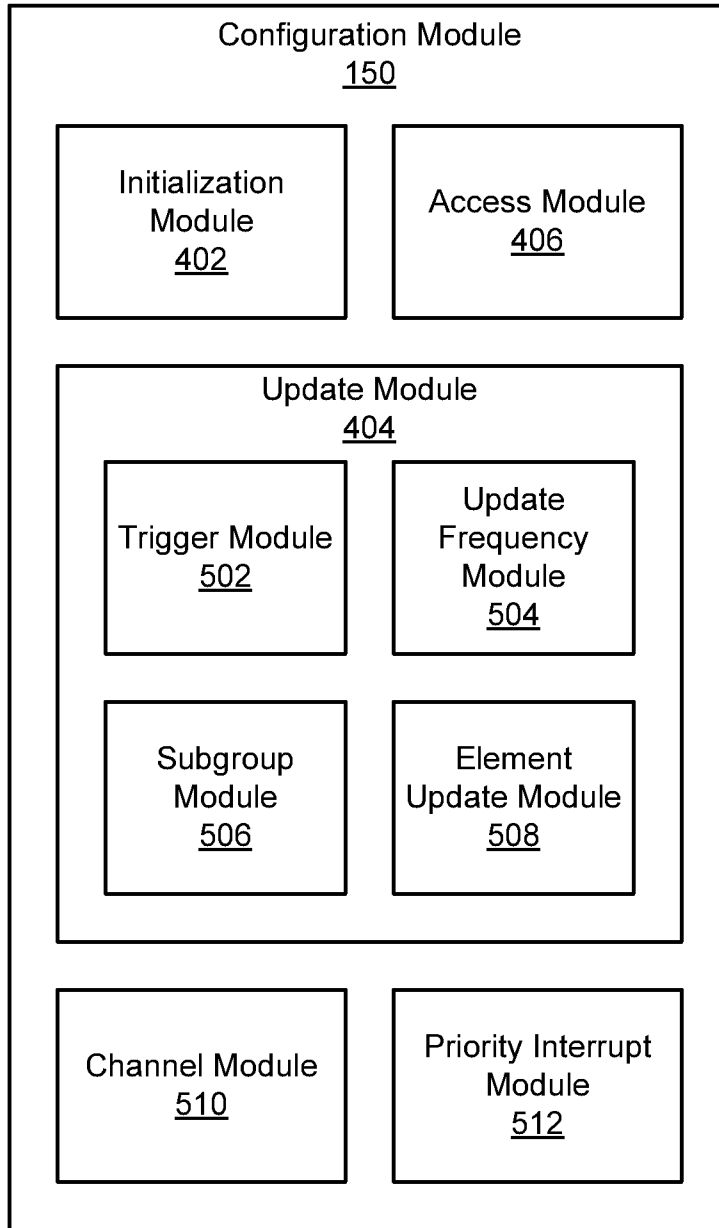 Configuration Module
150
Initialization
Module
402
Access Module
406
Update Module
404
Trigger Module
502
Update
Frequency
Module
504
Subgroup
Module
506
Element
Update Module
508
Channel Module
510
Priority Interrupt
Module
512